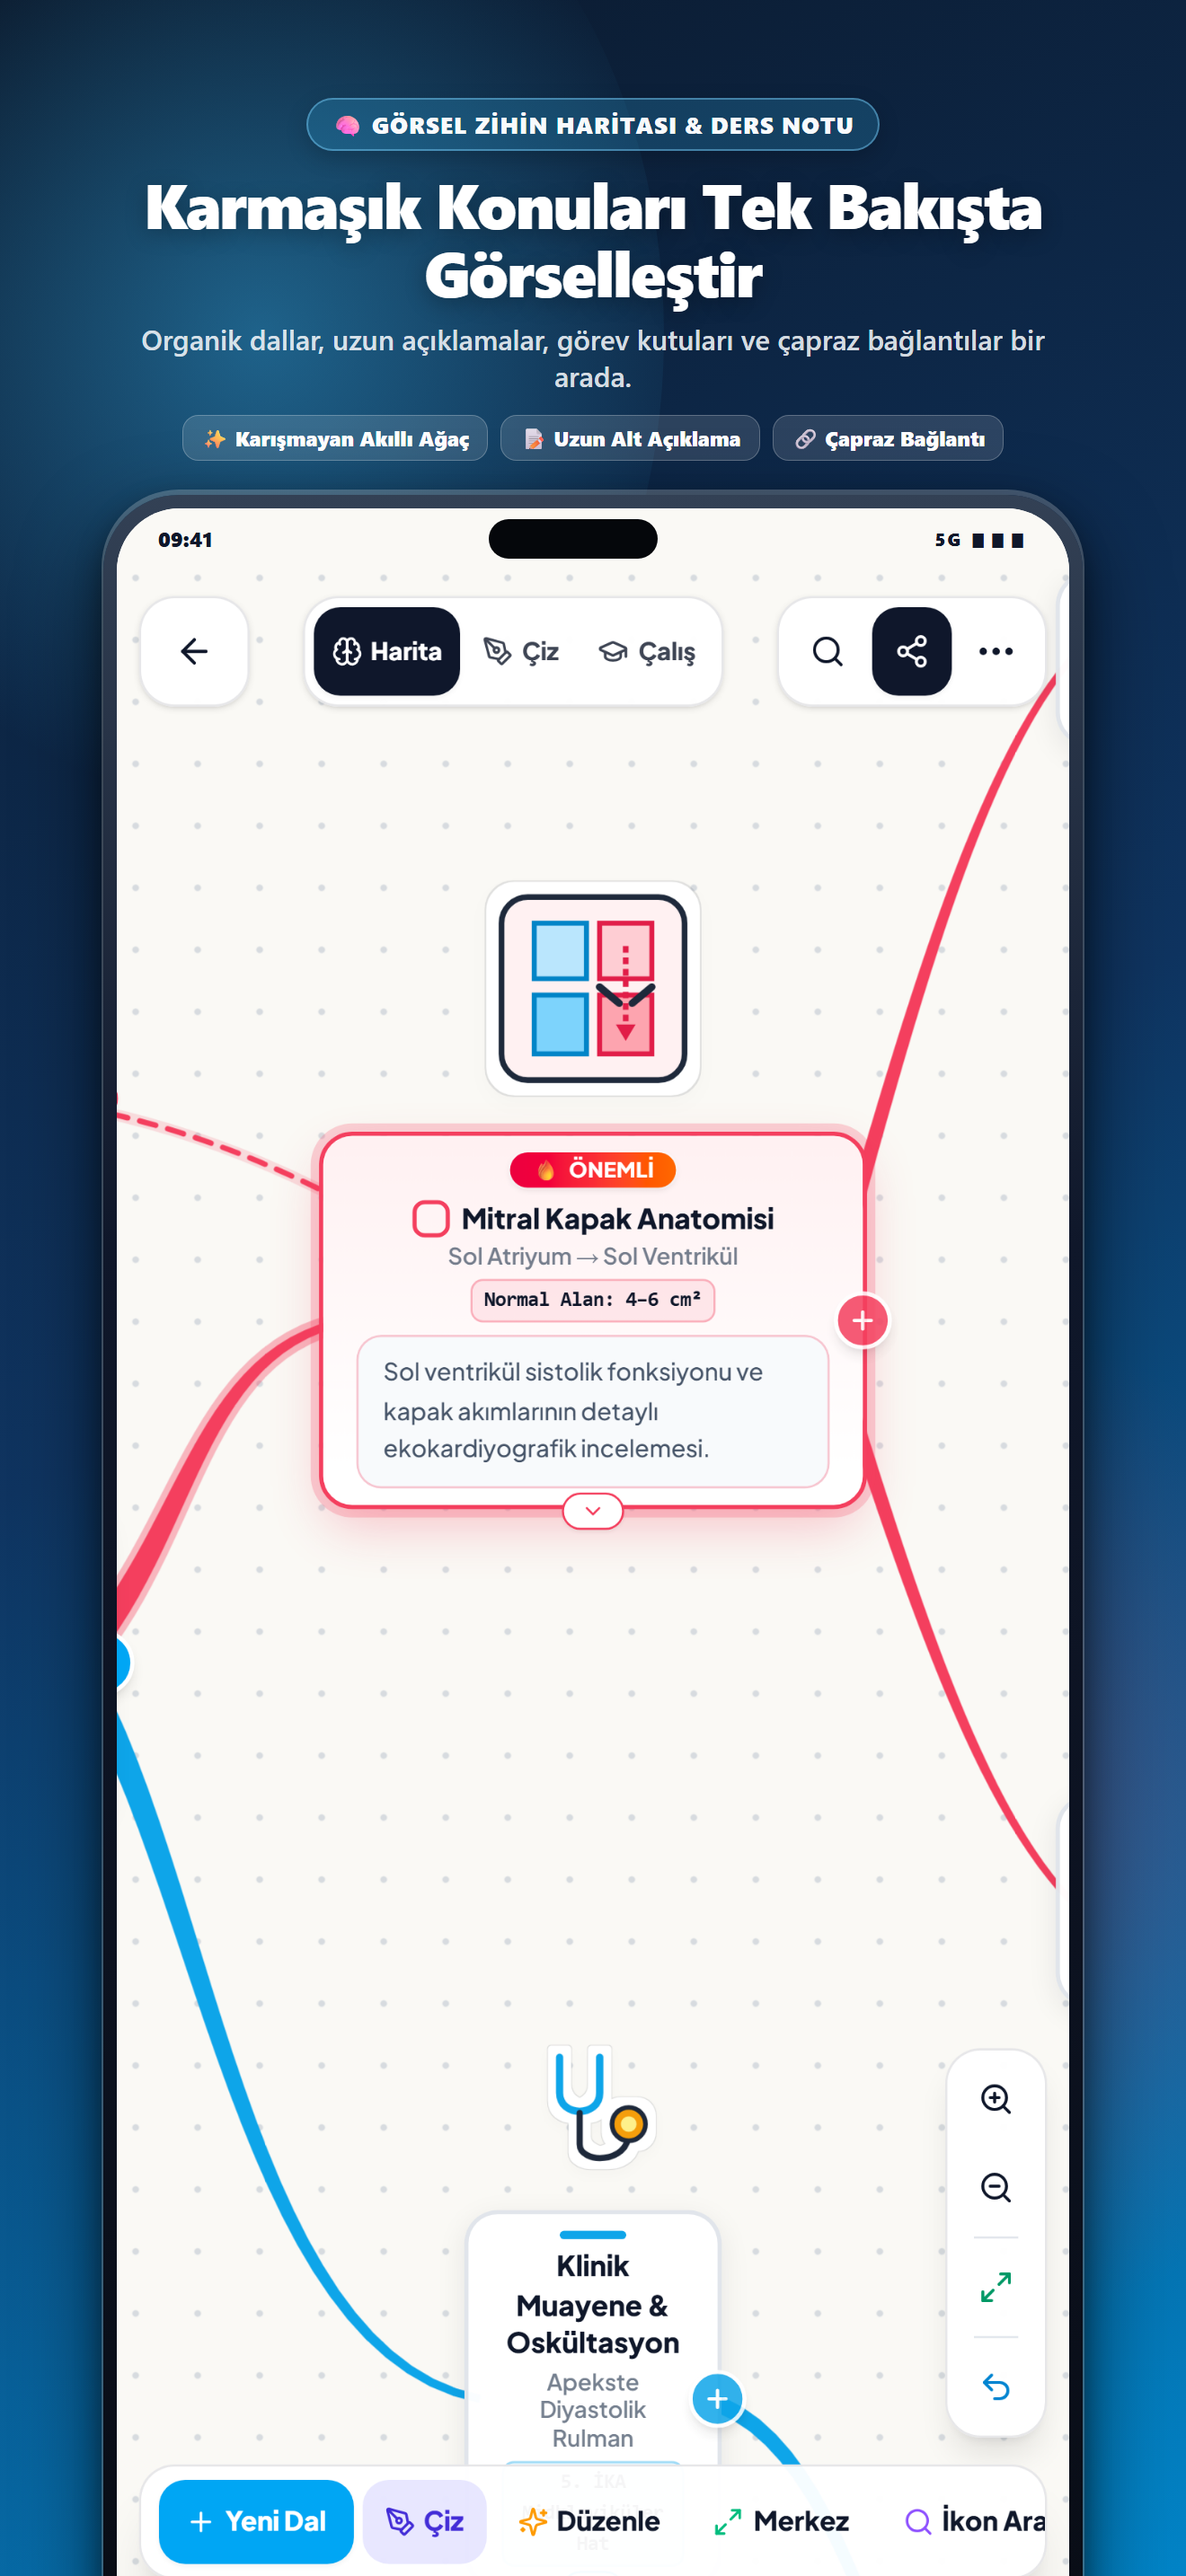 🧠 GÖRSEL ZİHİN HARİTASI & DERS NOTU
Karmaşık Konuları Tek Bakışta
Görselleştir
Organik dallar, uzun açıklamalar, görev kutuları ve çapraz bağlantılar bir
arada.
✨ Karışmayan Akıllı Ağaç
📝 Uzun Alt Açıklama
🔗 Çapraz Bağlantı
09:41
5G
Harita
Çiz
Çalış
🔥 ÖNEMLİ
Mitral Kapak Anatomisi
Sol Atriyum → Sol Ventrikül
Normal Alan: 4-6 cm²
Sol ventrikül sistolik fonksiyonu ve
kapak akımlarının detaylı
ekokardiyografik incelemesi.
Klinik
Muayene &
Oskültasyon
Apekste
Diyastolik
Rulman
5. İKA
Hat
+ Yeni Dal
Çiz
Düzenle
Merkez
İkon Ara